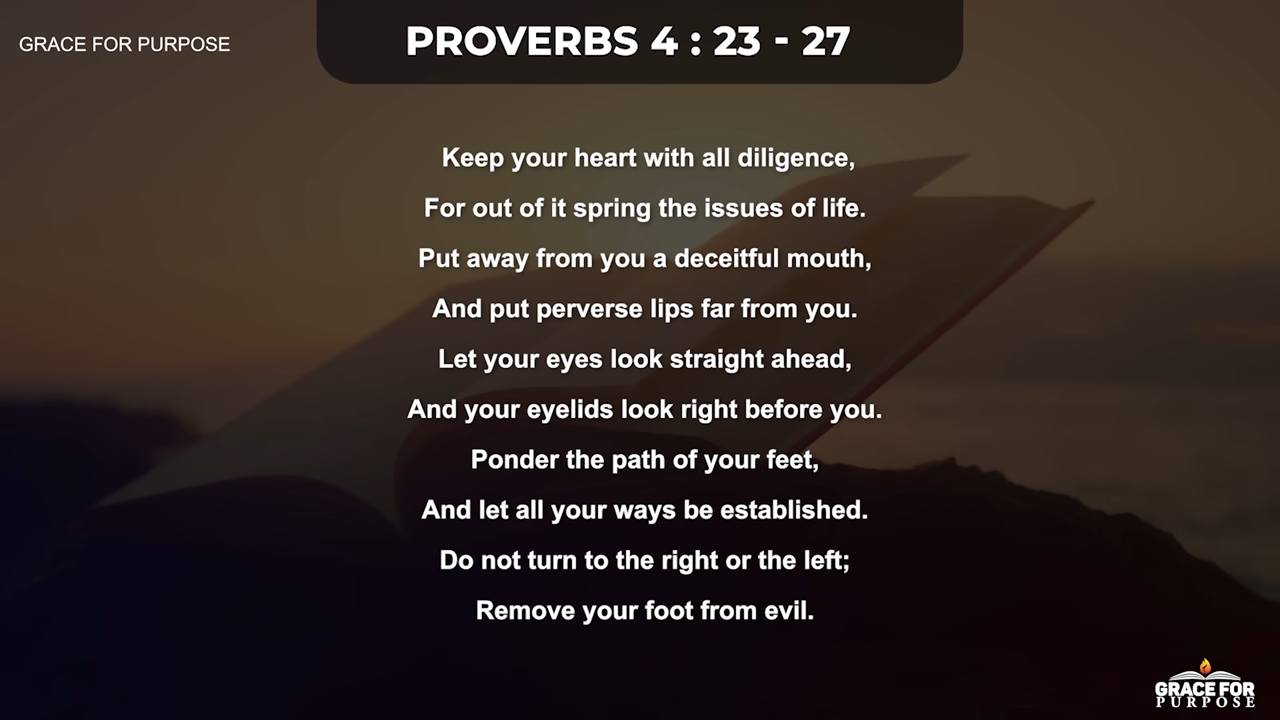 GRACE FOR PURPOSE
PROVERBS 4 : 23 - 27
Keep your heart with all diligence,
For out of it spring the issues of life.
Put away from you a deceitful mouth,
And put perverse lips far from you.
Let your eyes look straight ahead,
And your eyelids look right before you.
Ponder the path of your feet,
And let all your ways be established.
Do not turn to the right or the left;
Remove your foot from evil.
GRACE FOR
PURPOSE